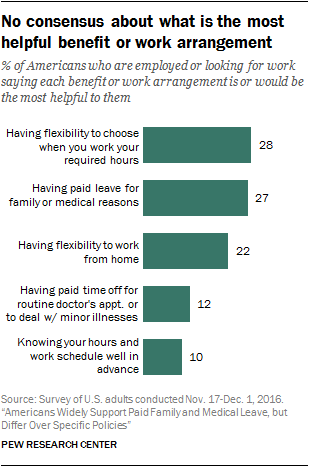 No consensus about what is the most
helpful benefit or work arrangement
% of Americans who are employed or looking for work
saying each benefit or work arrangement is or would be
the most helpful to them
Having flexibility to choose
when you work your
required hours
28
Having paid leave for
family or medical reasons
27
Having flexibility to work
from home
22
Having paid time off for
routine doctor's appt. or
to deal w/ minor illnesses
12
Knowing your hours and
work schedule well in
advance
10
Source: Survey of U.S. adults conducted Nov. 17-Dec. 1, 2016.
“Americans Widely Support Paid Family and Medical Leave, but
Differ Over Specific Policies”
PEW RESEARCH CENTER